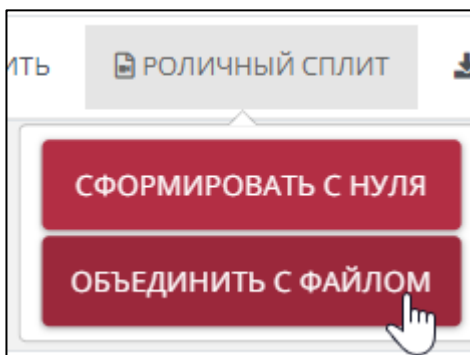 ИТЬ РОЛИЧНЫЙ СПЛИТ
СФОРМИРОВАТЬ С НУЛЯ
ОБЪЕДИНИТЬ С ФАЙЛОМ